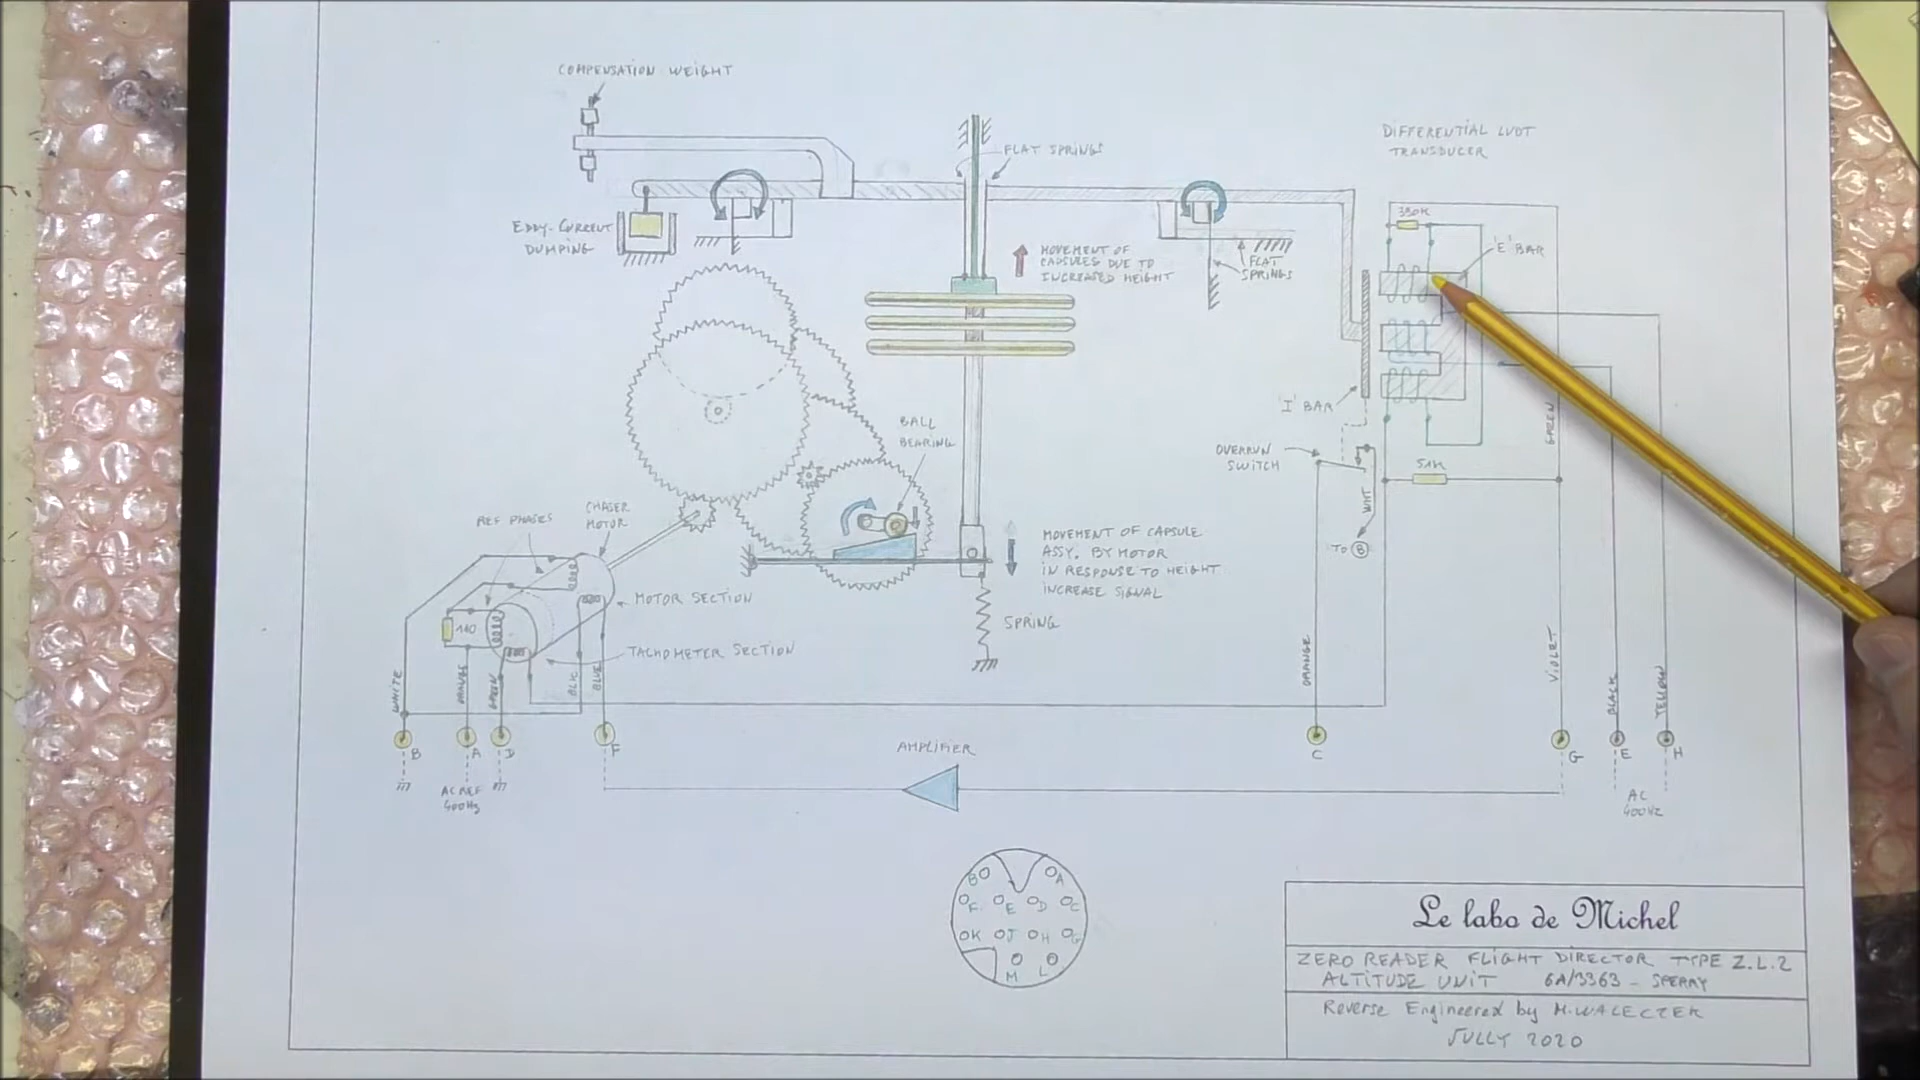 COMPENSATION WEIGHT
FLAT SPRINGS
DIFFERENTIAL LVDT
TRANSDUCER
EDDY-CURRENT
DUMPING
MOVEMENT OF
CAPSULES DUE TO
INCREASED HEIGHT
FLAT
SPRINGS
390K
'E' BAR
'I' BAR
BALL
BEARING
OVERRUN
SWITCH
GREEN
51K
WHT
TO B
REF PHASES
CHASER
MOTOR
MOVEMENT OF CAPSULE
ASSY. BY MOTOR
IN RESPONSE TO HEIGHT
INCREASE SIGNAL
MOTOR SECTION
SPRING
140
TACHOMETER SECTION
WHITE
ORANGE
GREEN
BLK
BLUE
ORANGE
VIOLET
BLACK
YELLOW
B
A
D
F
C
G
E
H
AMPLIFIER
AC REF
400Hz
AC
400Hz
B
A
F
E
D
C
K
J
H
G
M
L
Le labo de Michel
ZERO READER FLIGHT DIRECTOR TYPE Z.L.2
ALTITUDE UNIT 6A/3363 - SPERRY
Reverse Engineered by M.WALECZEK
JULLY 2020